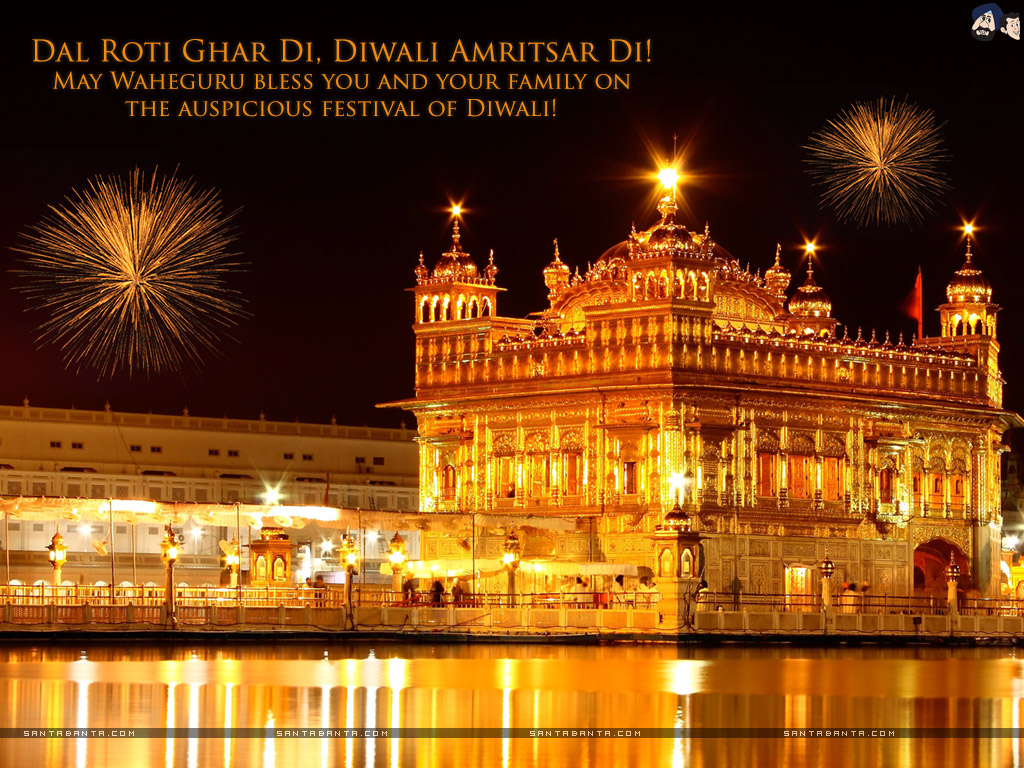 Dal Roti Ghar Di, Diwali Amritsar Di!
May Waheguru bless you and your family on
the auspicious festival of Diwali!
SANTABANTA.COM SANTABANTA.COM SANTABANTA.COM SANTABANTA.COM